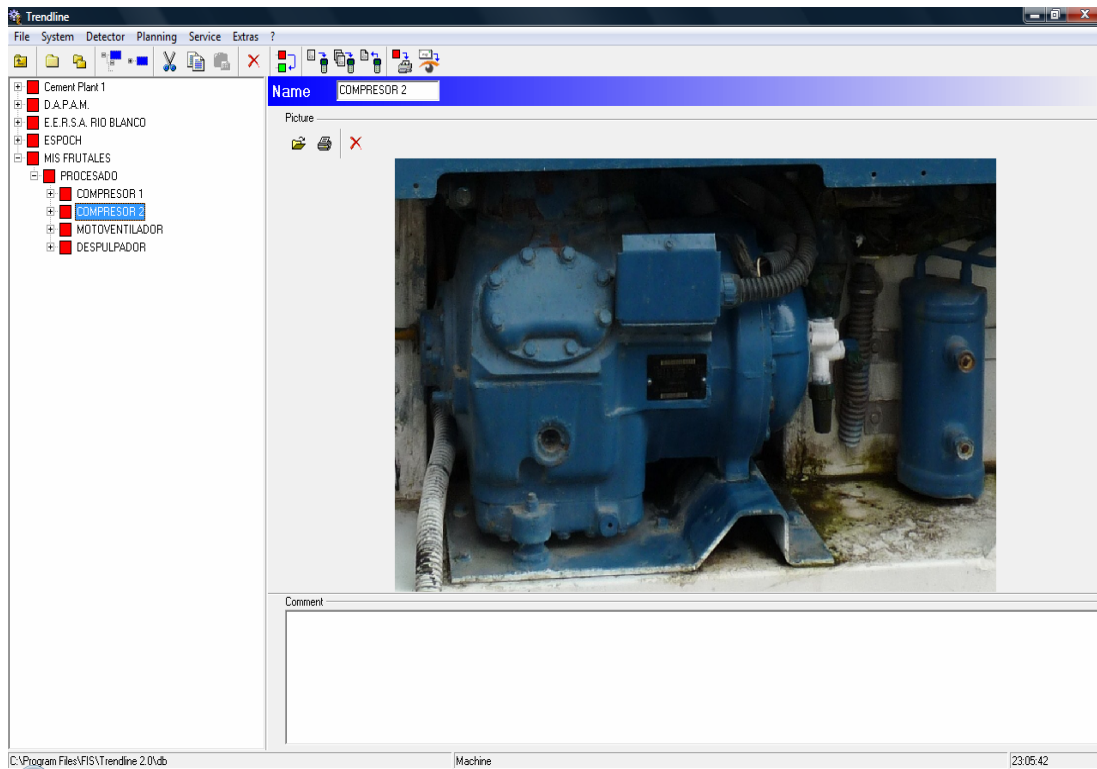 Trendline
File System Detector Planning Service Extras ?
Cement Plant 1
D.A.P.A.M.
E.E.R.S.A. RIO BLANCO
ESPOCH
MIS FRUTALES
PROCESADO
COMPRESOR 1
COMPRESOR 2
MOTOVENTILADOR
DESPULPADOR
Name COMPRESOR 2
Picture
Comment
C:\Program Files\FIS\Trendline 2.0\db Machine 23:05:42